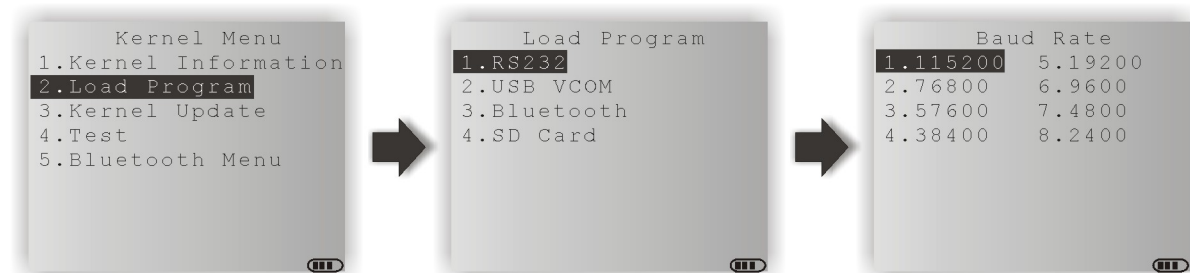 Kernel Menu
1.Kernel Information
2.Load Program
3.Kernel Update
4.Test
5.Bluetooth Menu
Load Program
1.RS232
2.USB VCOM
3.Bluetooth
4.SD Card
Baud Rate
1.115200 5.19200
2.76800 6.9600
3.57600 7.4800
4.38400 8.2400